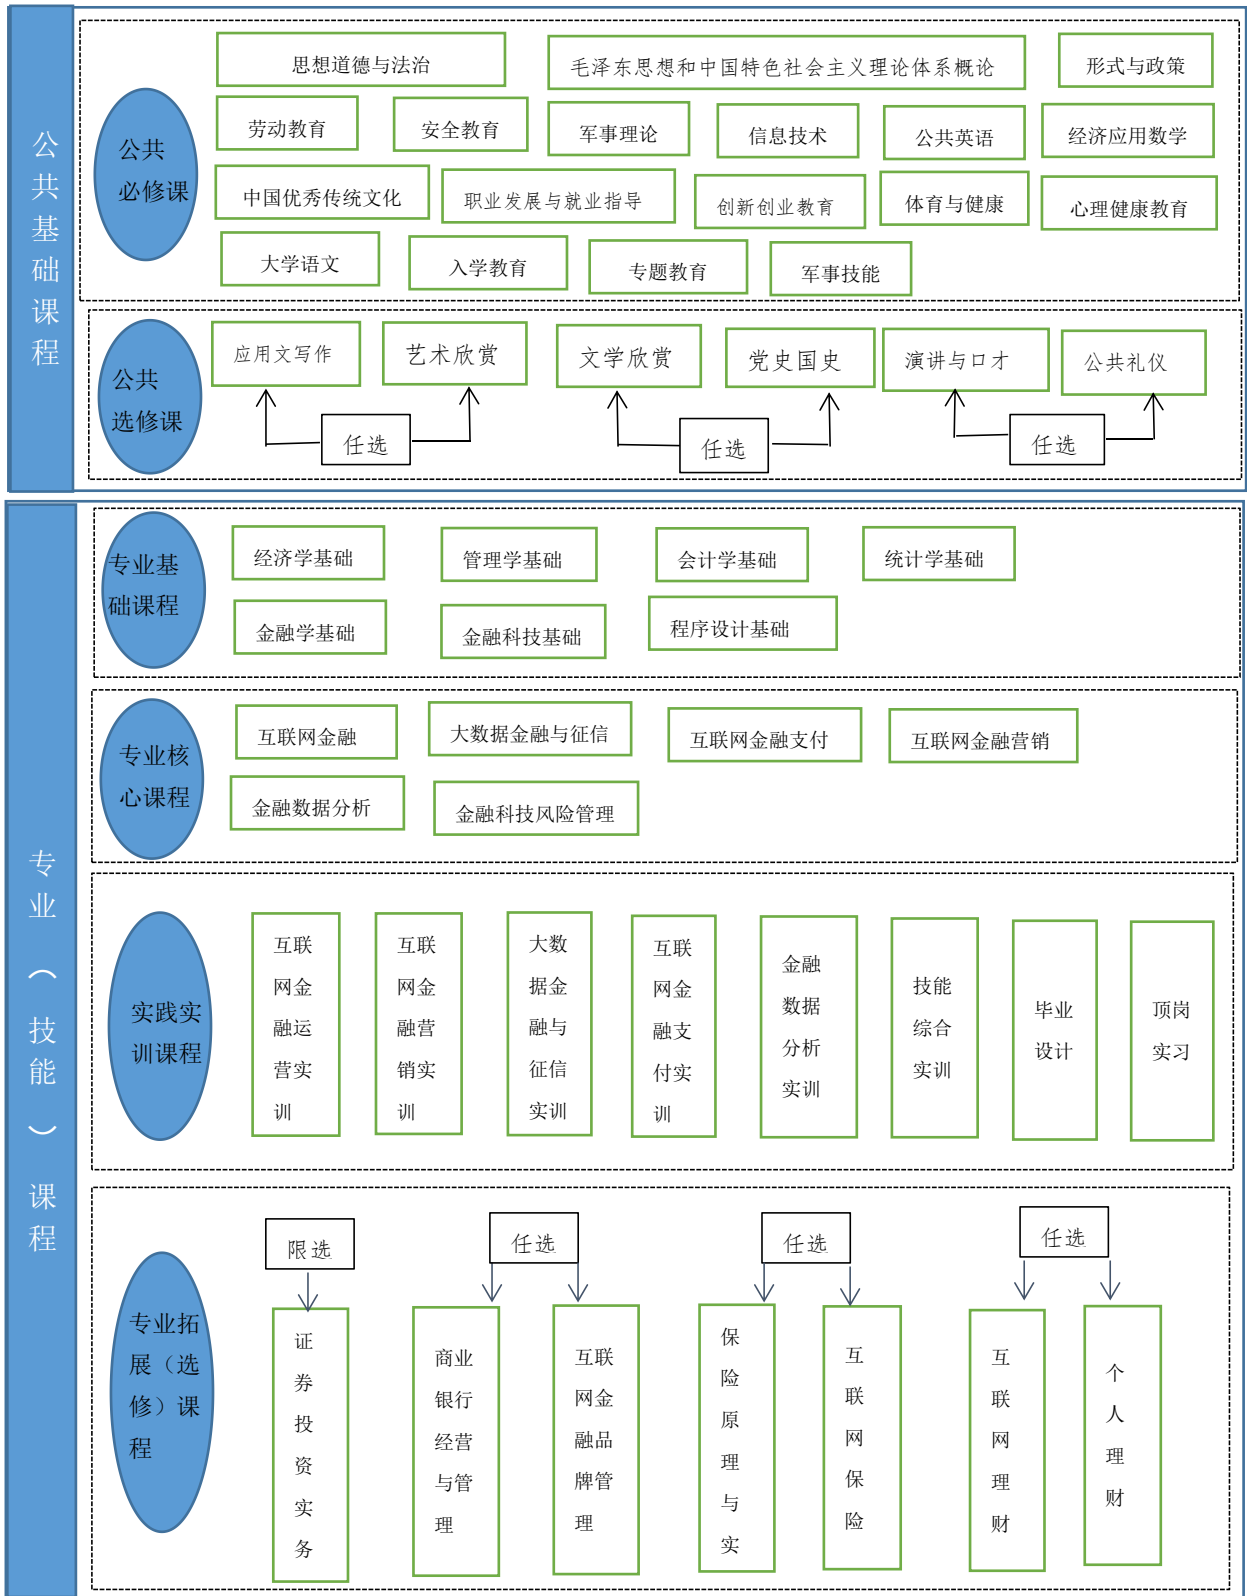 公共基础课程
公共
必修课
思想道德与法治
毛泽东思想和中国特色社会主义理论体系概论
形式与政策
劳动教育
安全教育
军事理论
信息技术
公共英语
经济应用数学
中国优秀传统文化
职业发展与就业指导
创新创业教育
体育与健康
心理健康教育
大学语文
入学教育
专题教育
军事技能
公共
选修课
应用文写作
艺术欣赏
文学欣赏
党史国史
演讲与口才
公共礼仪
任选
任选
任选
专业（技能）课程
专业基
础课程
经济学基础
管理学基础
会计学基础
统计学基础
金融学基础
金融科技基础
程序设计基础
专业核
心课程
互联网金融
大数据金融与征信
互联网金融支付
互联网金融营销
金融数据分析
金融科技风险管理
实践实
训课程
互联
网金
融运
营实
训
互联
网金
融营
销实
训
大数
据金
融与
征信
实训
互联
网金
融支
付实
训
金融
数据
分析
实训
技能
综合
实训
毕业
设计
顶岗
实习
专业拓
展（选
修）课
程
限选
任选
任选
任选
证
券
投
资
实
务
商业
银行
经营
与管
理
互联
网金
融品
牌管
理
保
险
原
理
与
实
互
联
网
保
险
互
联
网
理
财
个
人
理
财